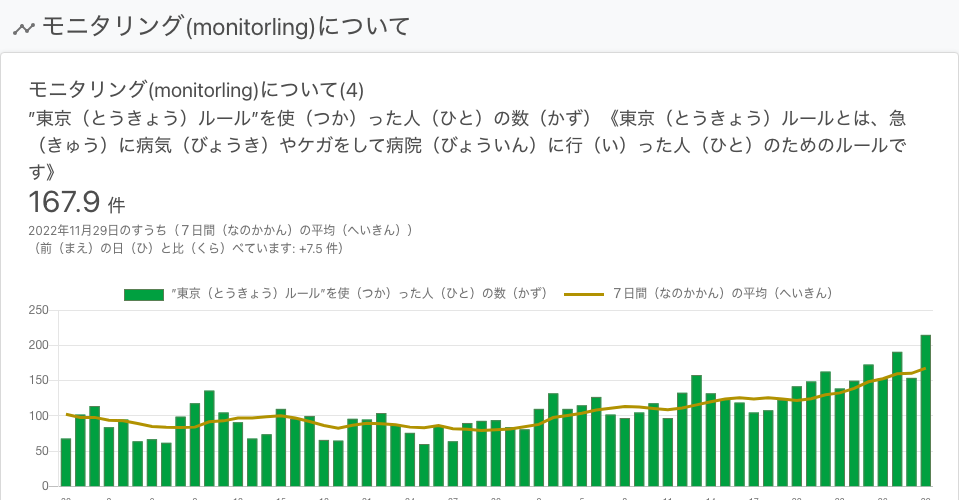 モニタリング(monitorling)について
モニタリング(monitorling)について(4)
”東京（とうきょう）ルール”を使（つか）った人（ひと）の数（かず）《東京（とうきょう）ルールとは、急
（きゅう）に病気（びょうき）やケガをして病院（びょういん）に行（い）った人（ひと）のためのルールで
す》
167.9 件
2022年11月29日のすうち（７日間（なのかかん）の平均（へいきん））
（前（まえ）の日（ひ）と比（くら）べています: +7.5 件）
”東京（とうきょう）ルール”を使（つか）った人（ひと）の数（かず） ７日間（なのかかん）の平均（へいきん）
250
200
150
100
50
0